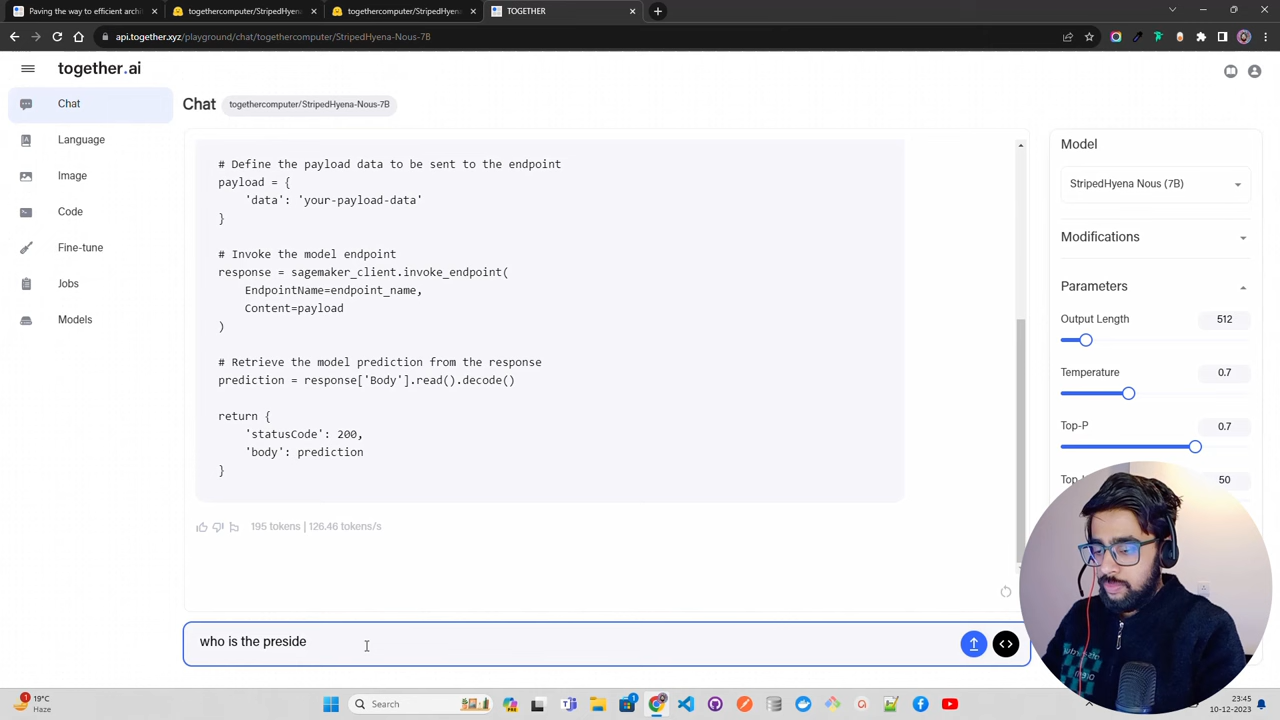 Paving the way to efficient archi
togethercomputer/StripedHyena-N
togethercomputer/StripedHyena-N
TOGETHER
api.together.xyz/playground/chat/togethercomputer/StripedHyena-Nous-7B
together.ai
Chat
Language
Image
Code
Fine-tune
Jobs
Models
Chat
togethercomputer/StripedHyena-Nous-7B
# Define the payload data to be sent to the endpoint
payload = {
'data': 'your-payload-data'
}
# Invoke the model endpoint
response = sagemaker_client.invoke_endpoint(
EndpointName=endpoint_name,
Content=payload
)
# Retrieve the model prediction from the response
prediction = response['Body'].read().decode()
return {
'statusCode': 200,
'body': prediction
}
195 tokens | 126.46 tokens/s
who is the preside
Model
StripedHyena Nous (7B)
Modifications
Parameters
Output Length
512
Temperature
0.7
Top-P
0.7
50
1
19°C
Haze
Search
23:45
10-12-2023